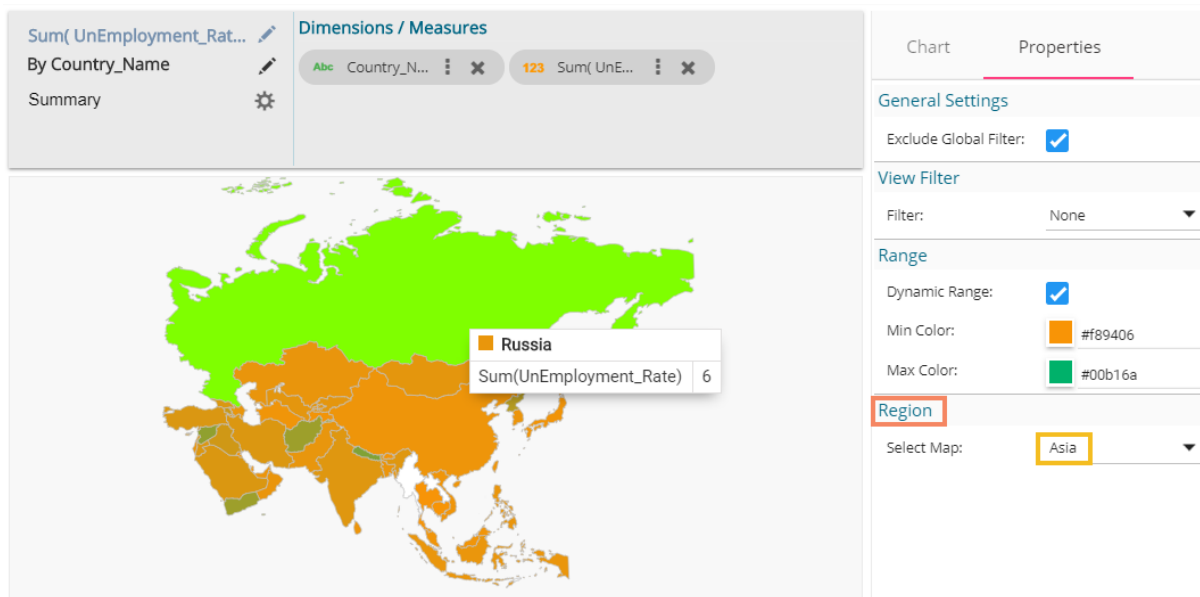 Sum( UnEmployment_Rat...
By Country_Name
Summary
Dimensions / Measures
Abc Country_N...
123 Sum( UnE...
Russia
Sum(UnEmployment_Rate) 6
Chart Properties
General Settings
Exclude Global Filter:
View Filter
Filter: None
Range
Dynamic Range:
Min Color: #f89406
Max Color: #00b16a
Region
Select Map: Asia